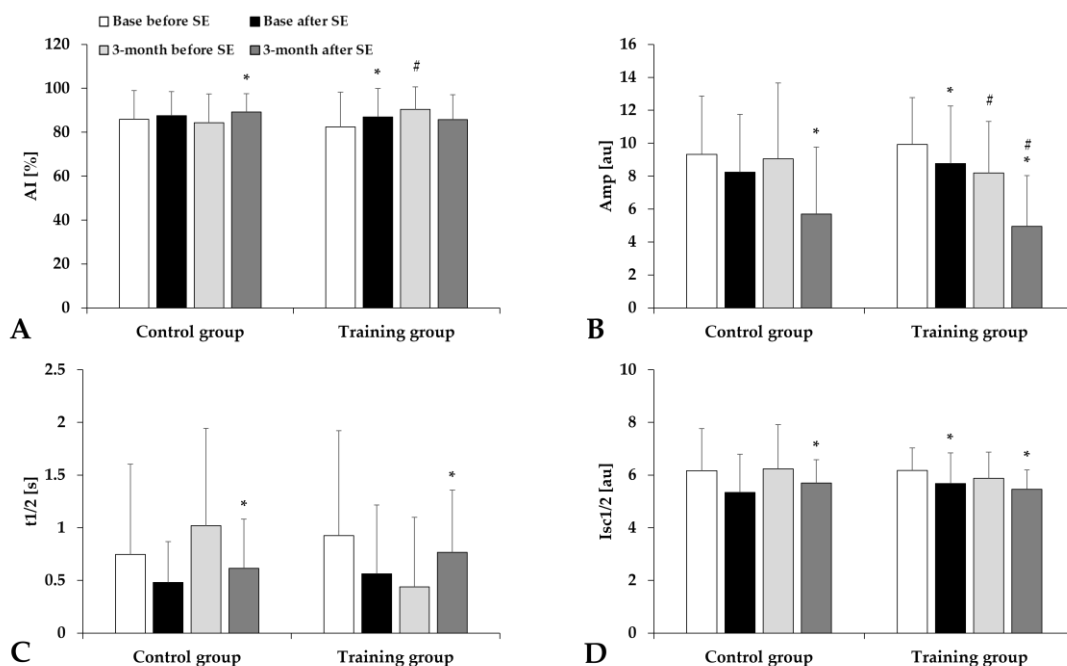 Base before SE
Base after SE
3-month before SE
3-month after SE
120
100
80
60
40
20
0
AI [%]
*
*
#
Control group
Training group
A
16
14
12
10
8
6
4
2
0
Amp [au]
*
*
#
#
*
Control group
Training group
B
2.5
2
1.5
1
0.5
0
t1/2 [s]
*
*
Control group
Training group
C
10
8
6
4
2
0
Isc1/2 [au]
*
*
*
Control group
Training group
D